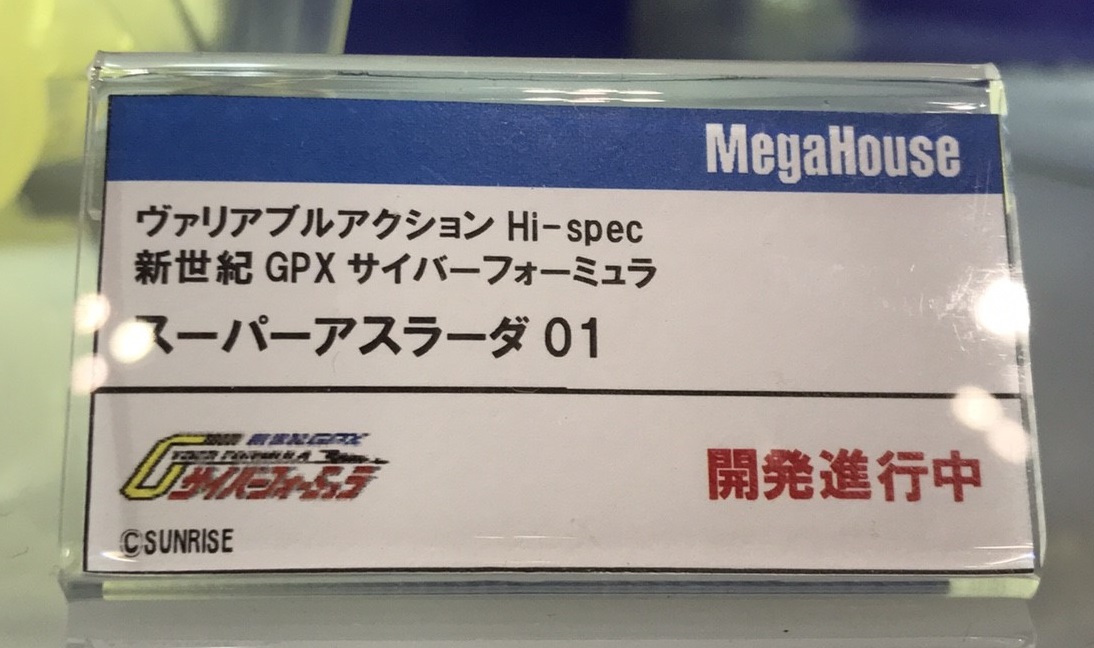 MegaHouse
ヴァリアブルアクション Hi-spec
新世紀 GPX サイバーフォーミュラ
スーパーアスラーダ 01
新世紀GPX
サイバーフォーミュラ
開発進行中
©SUNRISE